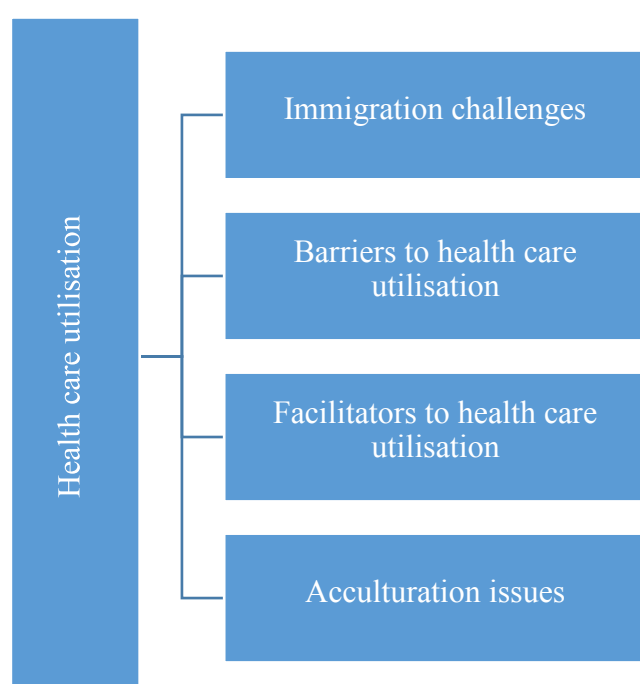 Health care utilisation
Immigration challenges
Barriers to health care
utilisation
Facilitators to health care
utilisation
Acculturation issues